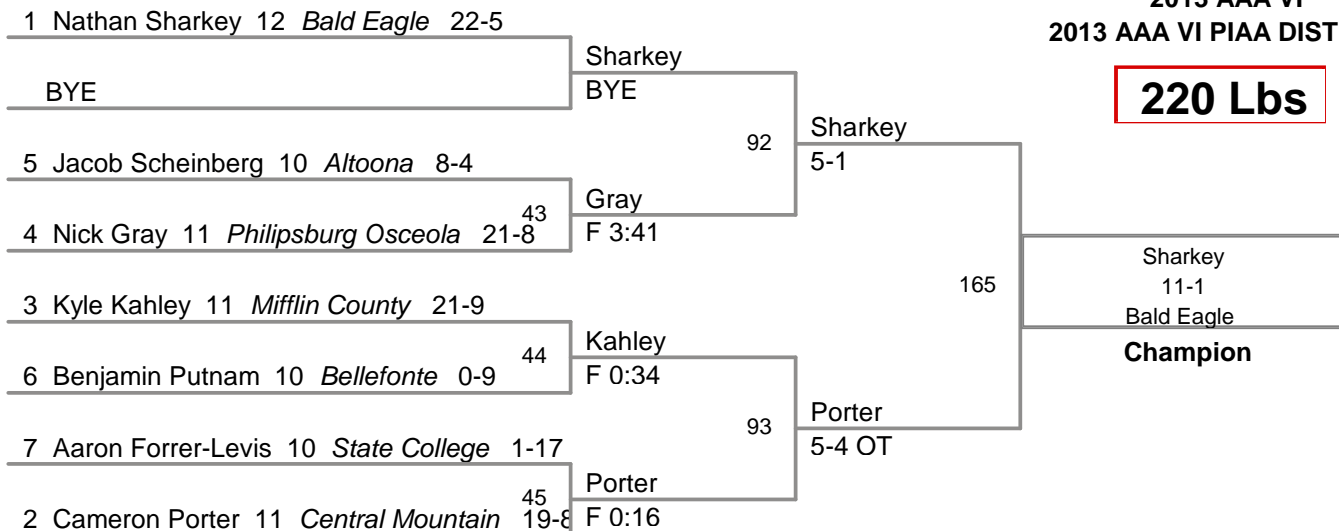 2013 AAA VI
2013 AAA VI PIAA DIST
220 Lbs
1 Nathan Sharkey 12 Bald Eagle 22-5
BYE
5 Jacob Scheinberg 10 Altoona 8-4
4 Nick Gray 11 Philipsburg Osceola 21-8
3 Kyle Kahley 11 Mifflin County 21-9
6 Benjamin Putnam 10 Bellefonte 0-9
7 Aaron Forrer-Levis 10 State College 1-17
2 Cameron Porter 11 Central Mountain 19-8
43
44
45
Sharkey
BYE
Gray
F 3:41
Kahley
F 0:34
Porter
F 0:16
92
93
Sharkey
5-1
Porter
5-4 OT
165
Sharkey
11-1
Bald Eagle
Champion